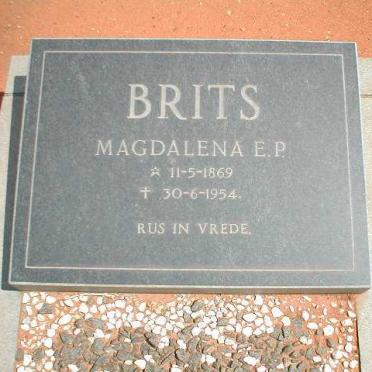 BRITS
MAGDALENA E.P.
☆ 11-5-1869
✝ 30-6-1954.
RUS IN VREDE.